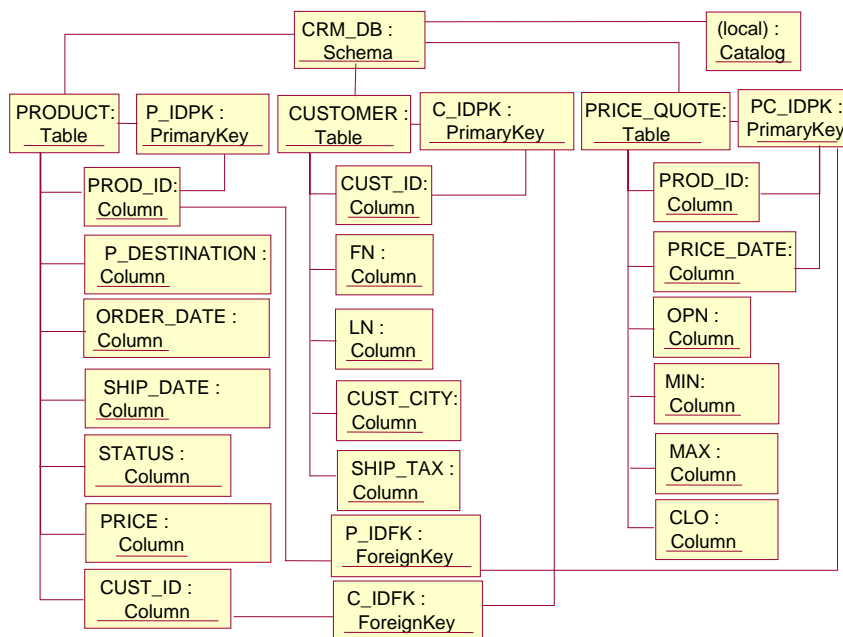 CRM_DB :
Schema
(local) :
Catalog
PRODUCT:
Table
P_IDPK :
PrimaryKey
CUSTOMER:
Table
C_IDPK :
PrimaryKey
PRICE_QUOTE:
Table
PC_IDPK:
PrimaryKey
PROD_ID:
Column
P_DESTINATION :
Column
ORDER_DATE :
Column
SHIP_DATE :
Column
STATUS :
Column
PRICE :
Column
CUST_ID :
Column
CUST_ID :
Column
FN :
Column
LN :
Column
CUST_CITY:
Column
SHIP_TAX :
Column
P_IDFK :
ForeignKey
C_IDFK :
ForeignKey
PROD_ID:
Column
PRICE_DATE:
Column
OPN :
Column
MIN:
Column
MAX :
Column
CLO :
Column